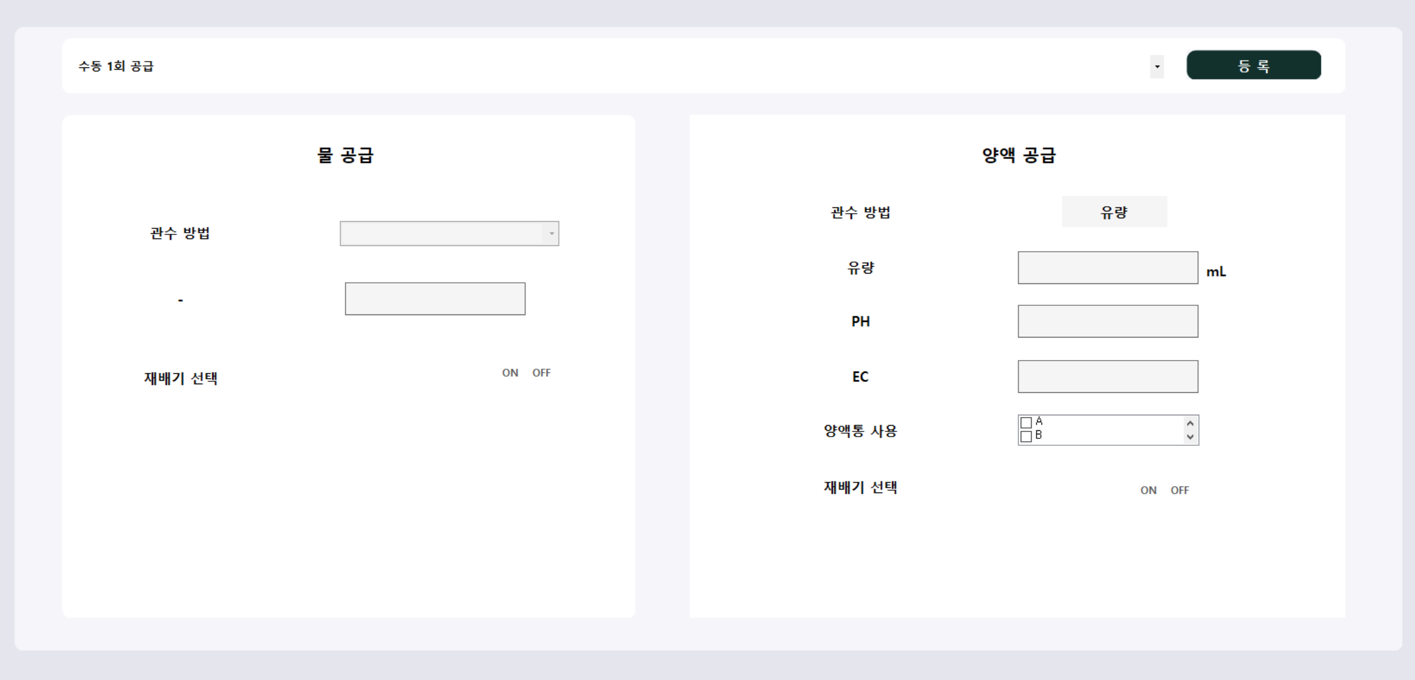 수동 1회 공급
등 록
물 공급
관수 방법
-
재배기 선택
ON OFF
양액 공급
관수 방법
유량
유량
mL
PH
EC
양액통 사용
A
B
재배기 선택
ON OFF